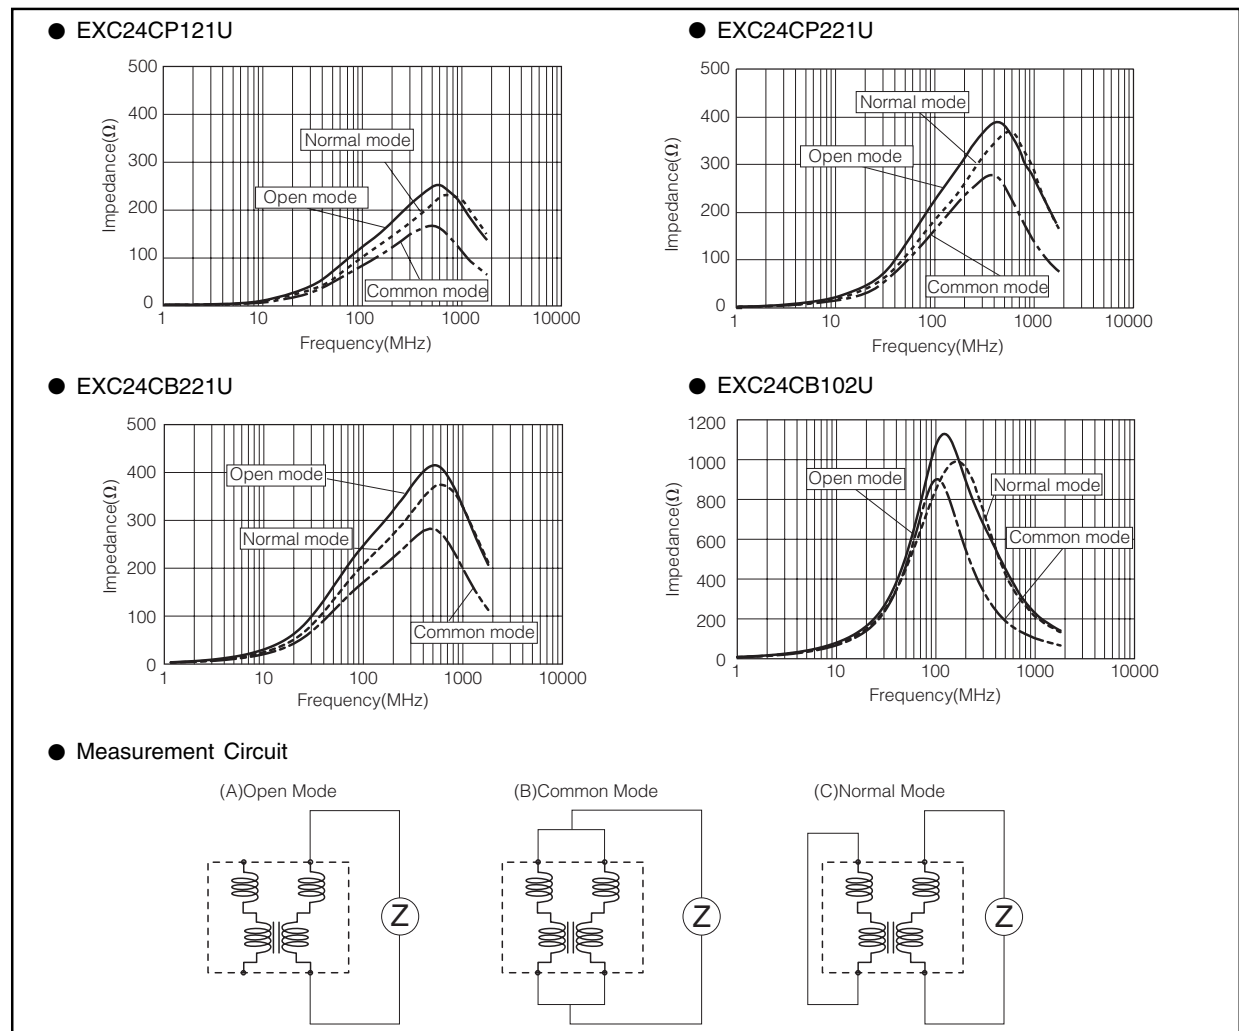 ● EXC24CP121U
500
400
300
200
100
0
Impedance(Ω)
Normal mode
Open mode
Common mode
1
10
100
1000
10000
Frequency(MHz)
● EXC24CP221U
500
400
300
200
100
0
Impedance(Ω)
Normal mode
Open mode
Common mode
1
10
100
1000
10000
Frequency(MHz)
● EXC24CB221U
500
400
300
200
100
0
Impedance(Ω)
Open mode
Normal mode
Common mode
1
10
100
1000
10000
Frequency(MHz)
● EXC24CB102U
1200
1000
800
600
400
200
0
Impedance(Ω)
Open mode
Normal mode
Common mode
1
10
100
1000
10000
Frequency(MHz)
● Measurement Circuit
(A)Open Mode
Z
(B)Common Mode
Z
(C)Normal Mode
Z